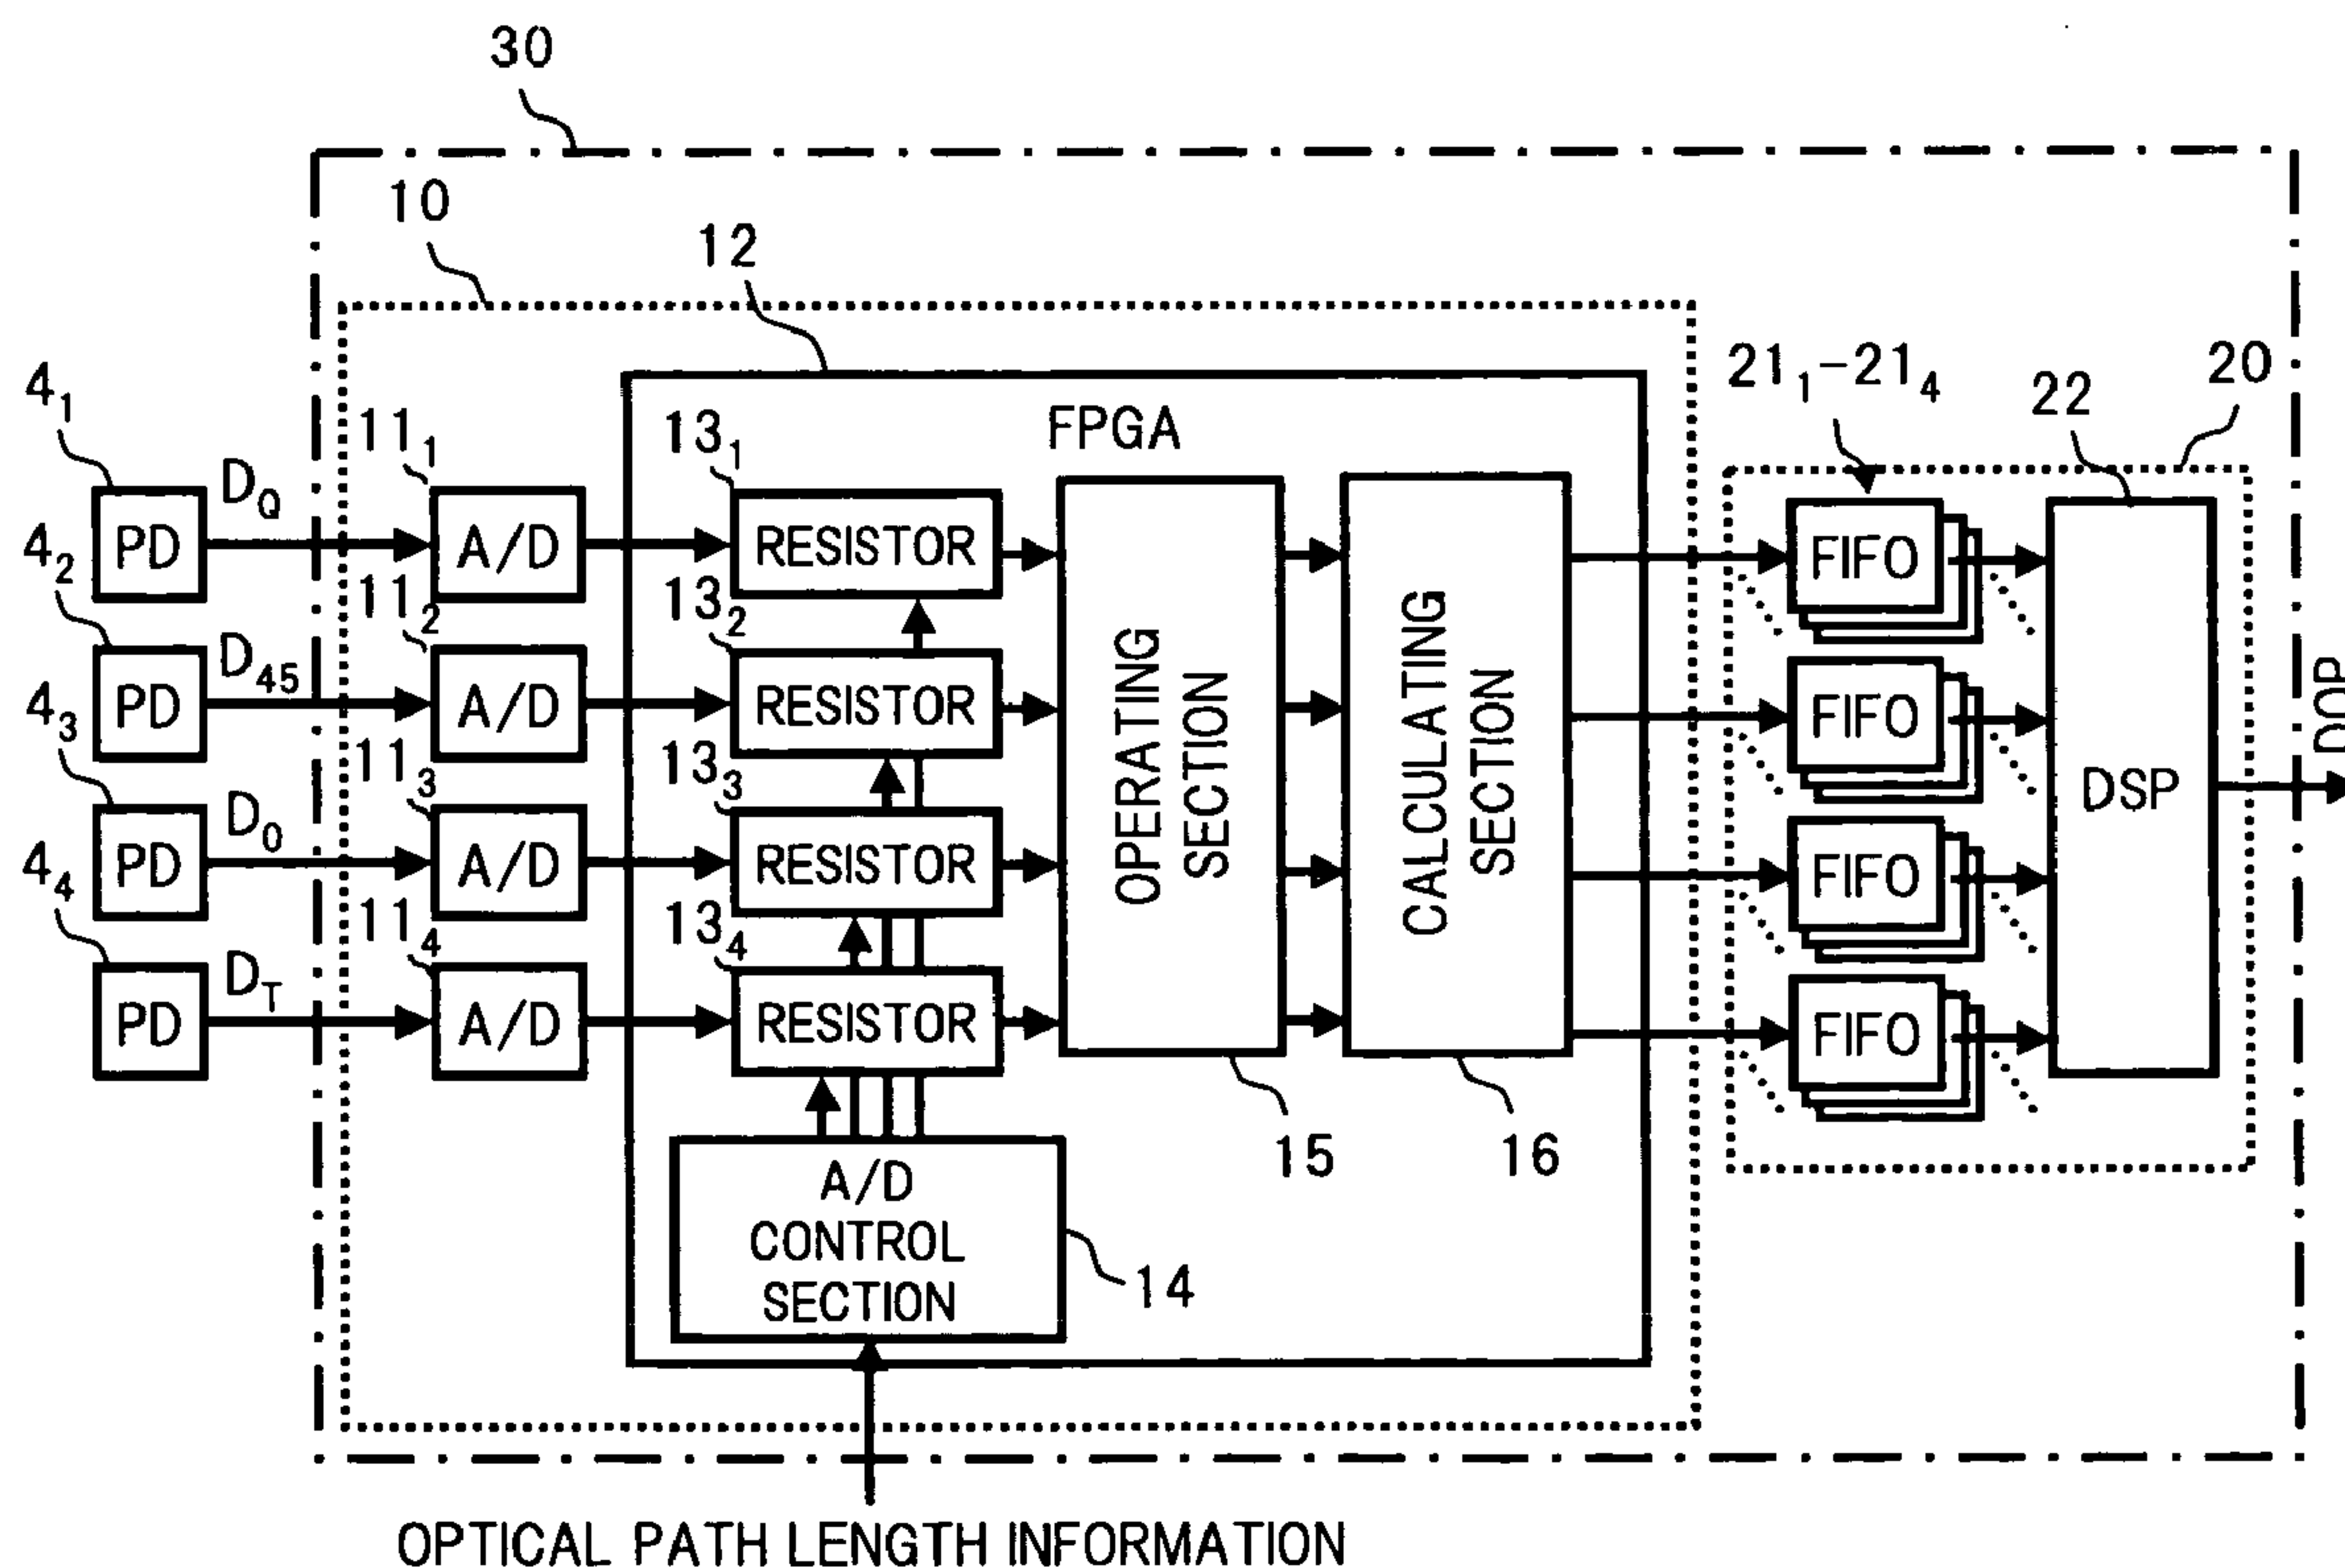 30
10
12
FPGA
21₁-21₄
22
20
4₁
PD
D_Q
11₁
A/D
13₁
RESISTOR
FIFO
4₂
PD
D₄₅
11₂
A/D
13₂
RESISTOR
FIFO
4₃
PD
D₀
11₃
A/D
13₃
RESISTOR
FIFO
4₄
PD
D_T
11₄
A/D
13₄
RESISTOR
FIFO
OPERATING
SECTION
CALCULATING
SECTION
DSP
DOP
15
16
A/D
CONTROL
SECTION
14
OPTICAL PATH LENGTH INFORMATION